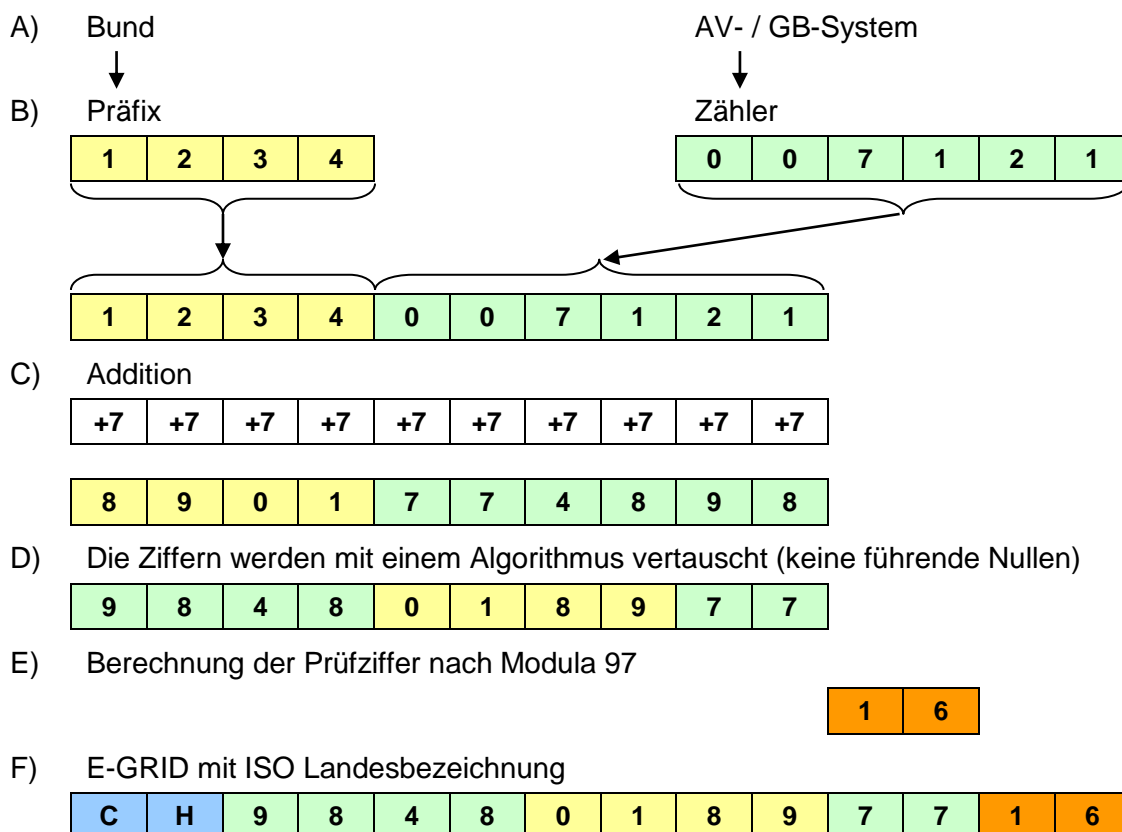 A) Bund AV- / GB-System
B) Präfix Zähler
1 2 3 4 0 0 7 1 2 1
1 2 3 4 0 0 7 1 2 1
C) Addition
+7 +7 +7 +7 +7 +7 +7 +7 +7 +7
8 9 0 1 7 7 4 8 9 8
D) Die Ziffern werden mit einem Algorithmus vertauscht (keine führende Nullen)
9 8 4 8 0 1 8 9 7 7
E) Berechnung der Prüfziffer nach Modula 97
1 6
F) E-GRID mit ISO Landesbezeichnung
C H 9 8 4 8 0 1 8 9 7 7 1 6